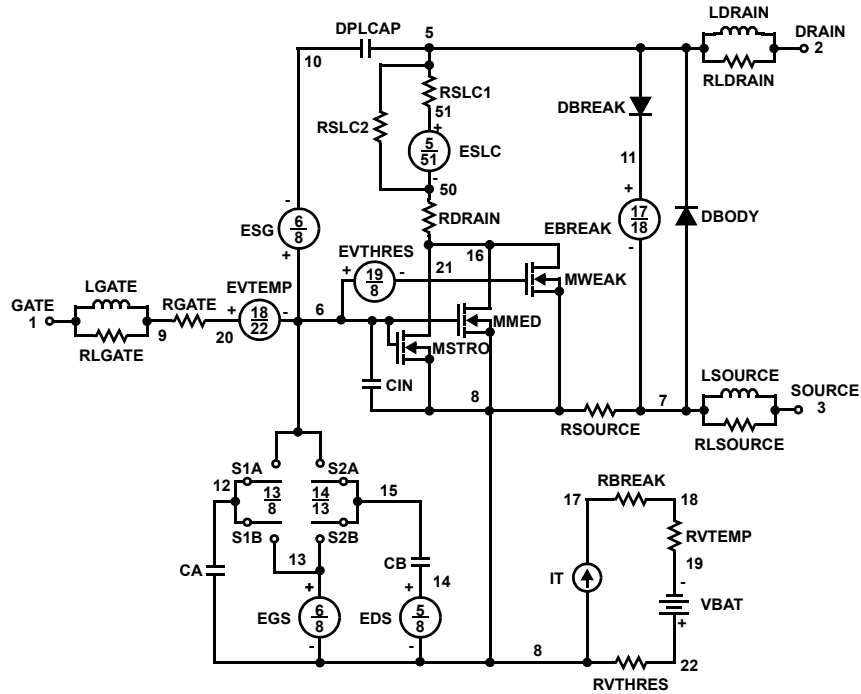 LDRAIN
DPLCAP 5 DRAIN
10 2
RLDRAIN
RSLC1
51
DBREAK
RSLC2
+
5
51
ESLC
-
11
50
-
+
17
18
DBODY
6
8
ESG
RDRAIN
EBREAK
+
EVTHRES
16
-
+
19
8
-
21
MWEAK
LGATE
EVTEMP
GATE
1
RGATE
+
18
22
-
6
MMED
9
20
MSTRO
RLGATE
LSOURCE
CIN
8
7
SOURCE
3
RSOURCE
RLSOURCE
S1A
S2A
12
13
8
14
13
15
RBREAK
17
18
S1B
S2B
RVTEMP
13
CB
19
CA
IT
-
+
+
14
VBAT
EGS
6
8
EDS
5
8
+
-
-
8
22
RVTHRES